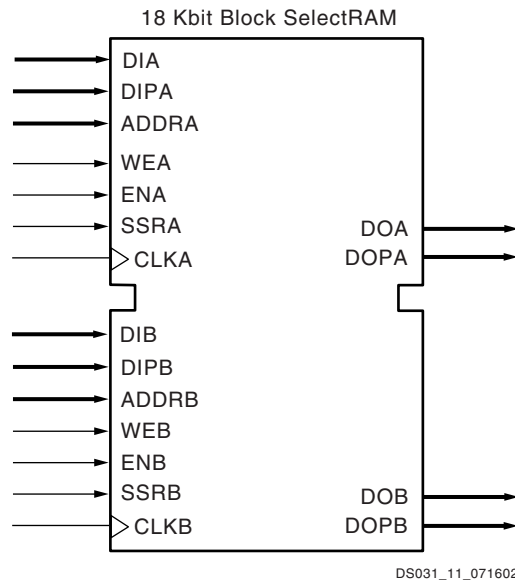 18 Kbit Block SelectRAM
DIA
DIPA
ADDRA
WEA
ENA
SSRA
CLKA
DOA
DOPA
DIB
DIPB
ADDRB
WEB
ENB
SSRB
CLKB
DOB
DOPB
DS031_11_071602